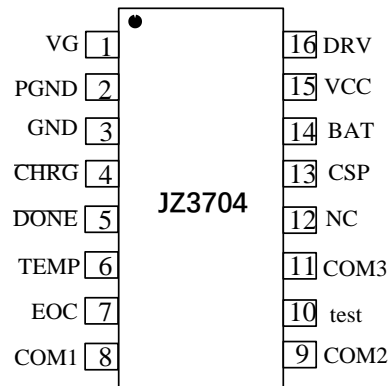 VG 1 16 DRV
PGND 2 15 VCC
GND 3 14 BAT
CHRG 4 13 CSP
JZ3704
DONE 5 12 NC
TEMP 6 11 COM3
EOC 7 10 test
COM1 8 9 COM2